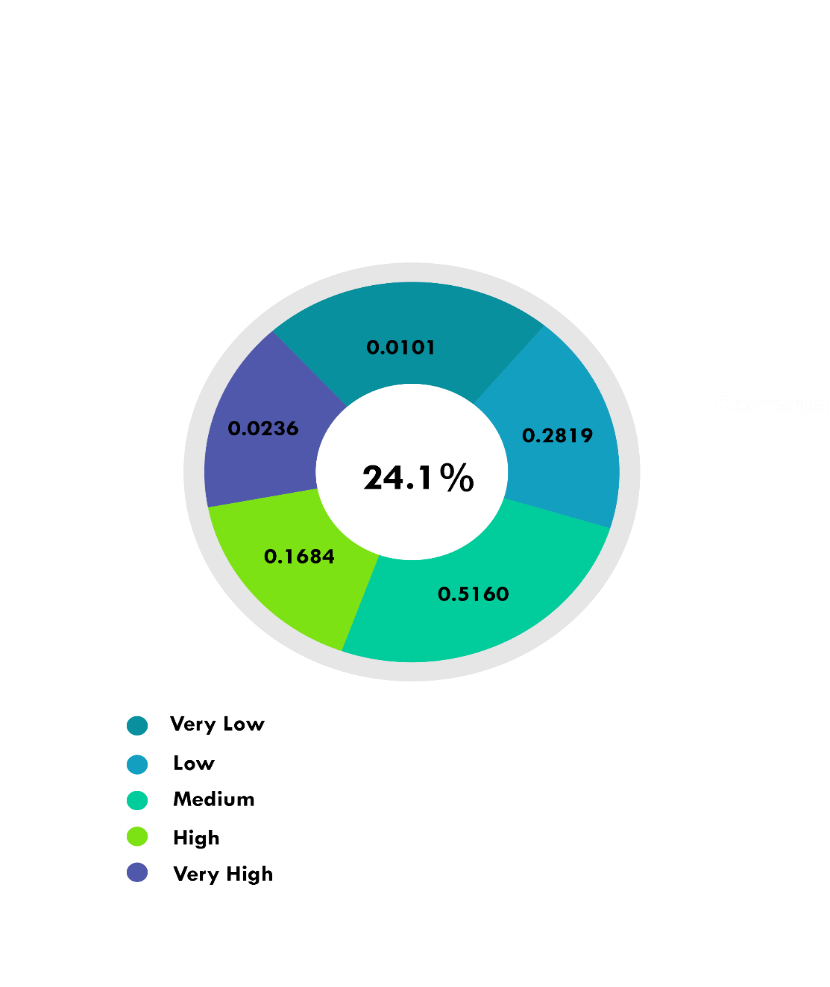 0.0101
0.0236
0.2819
24.1%
0.1684
0.5160
Very Low
Low
Medium
High
Very High